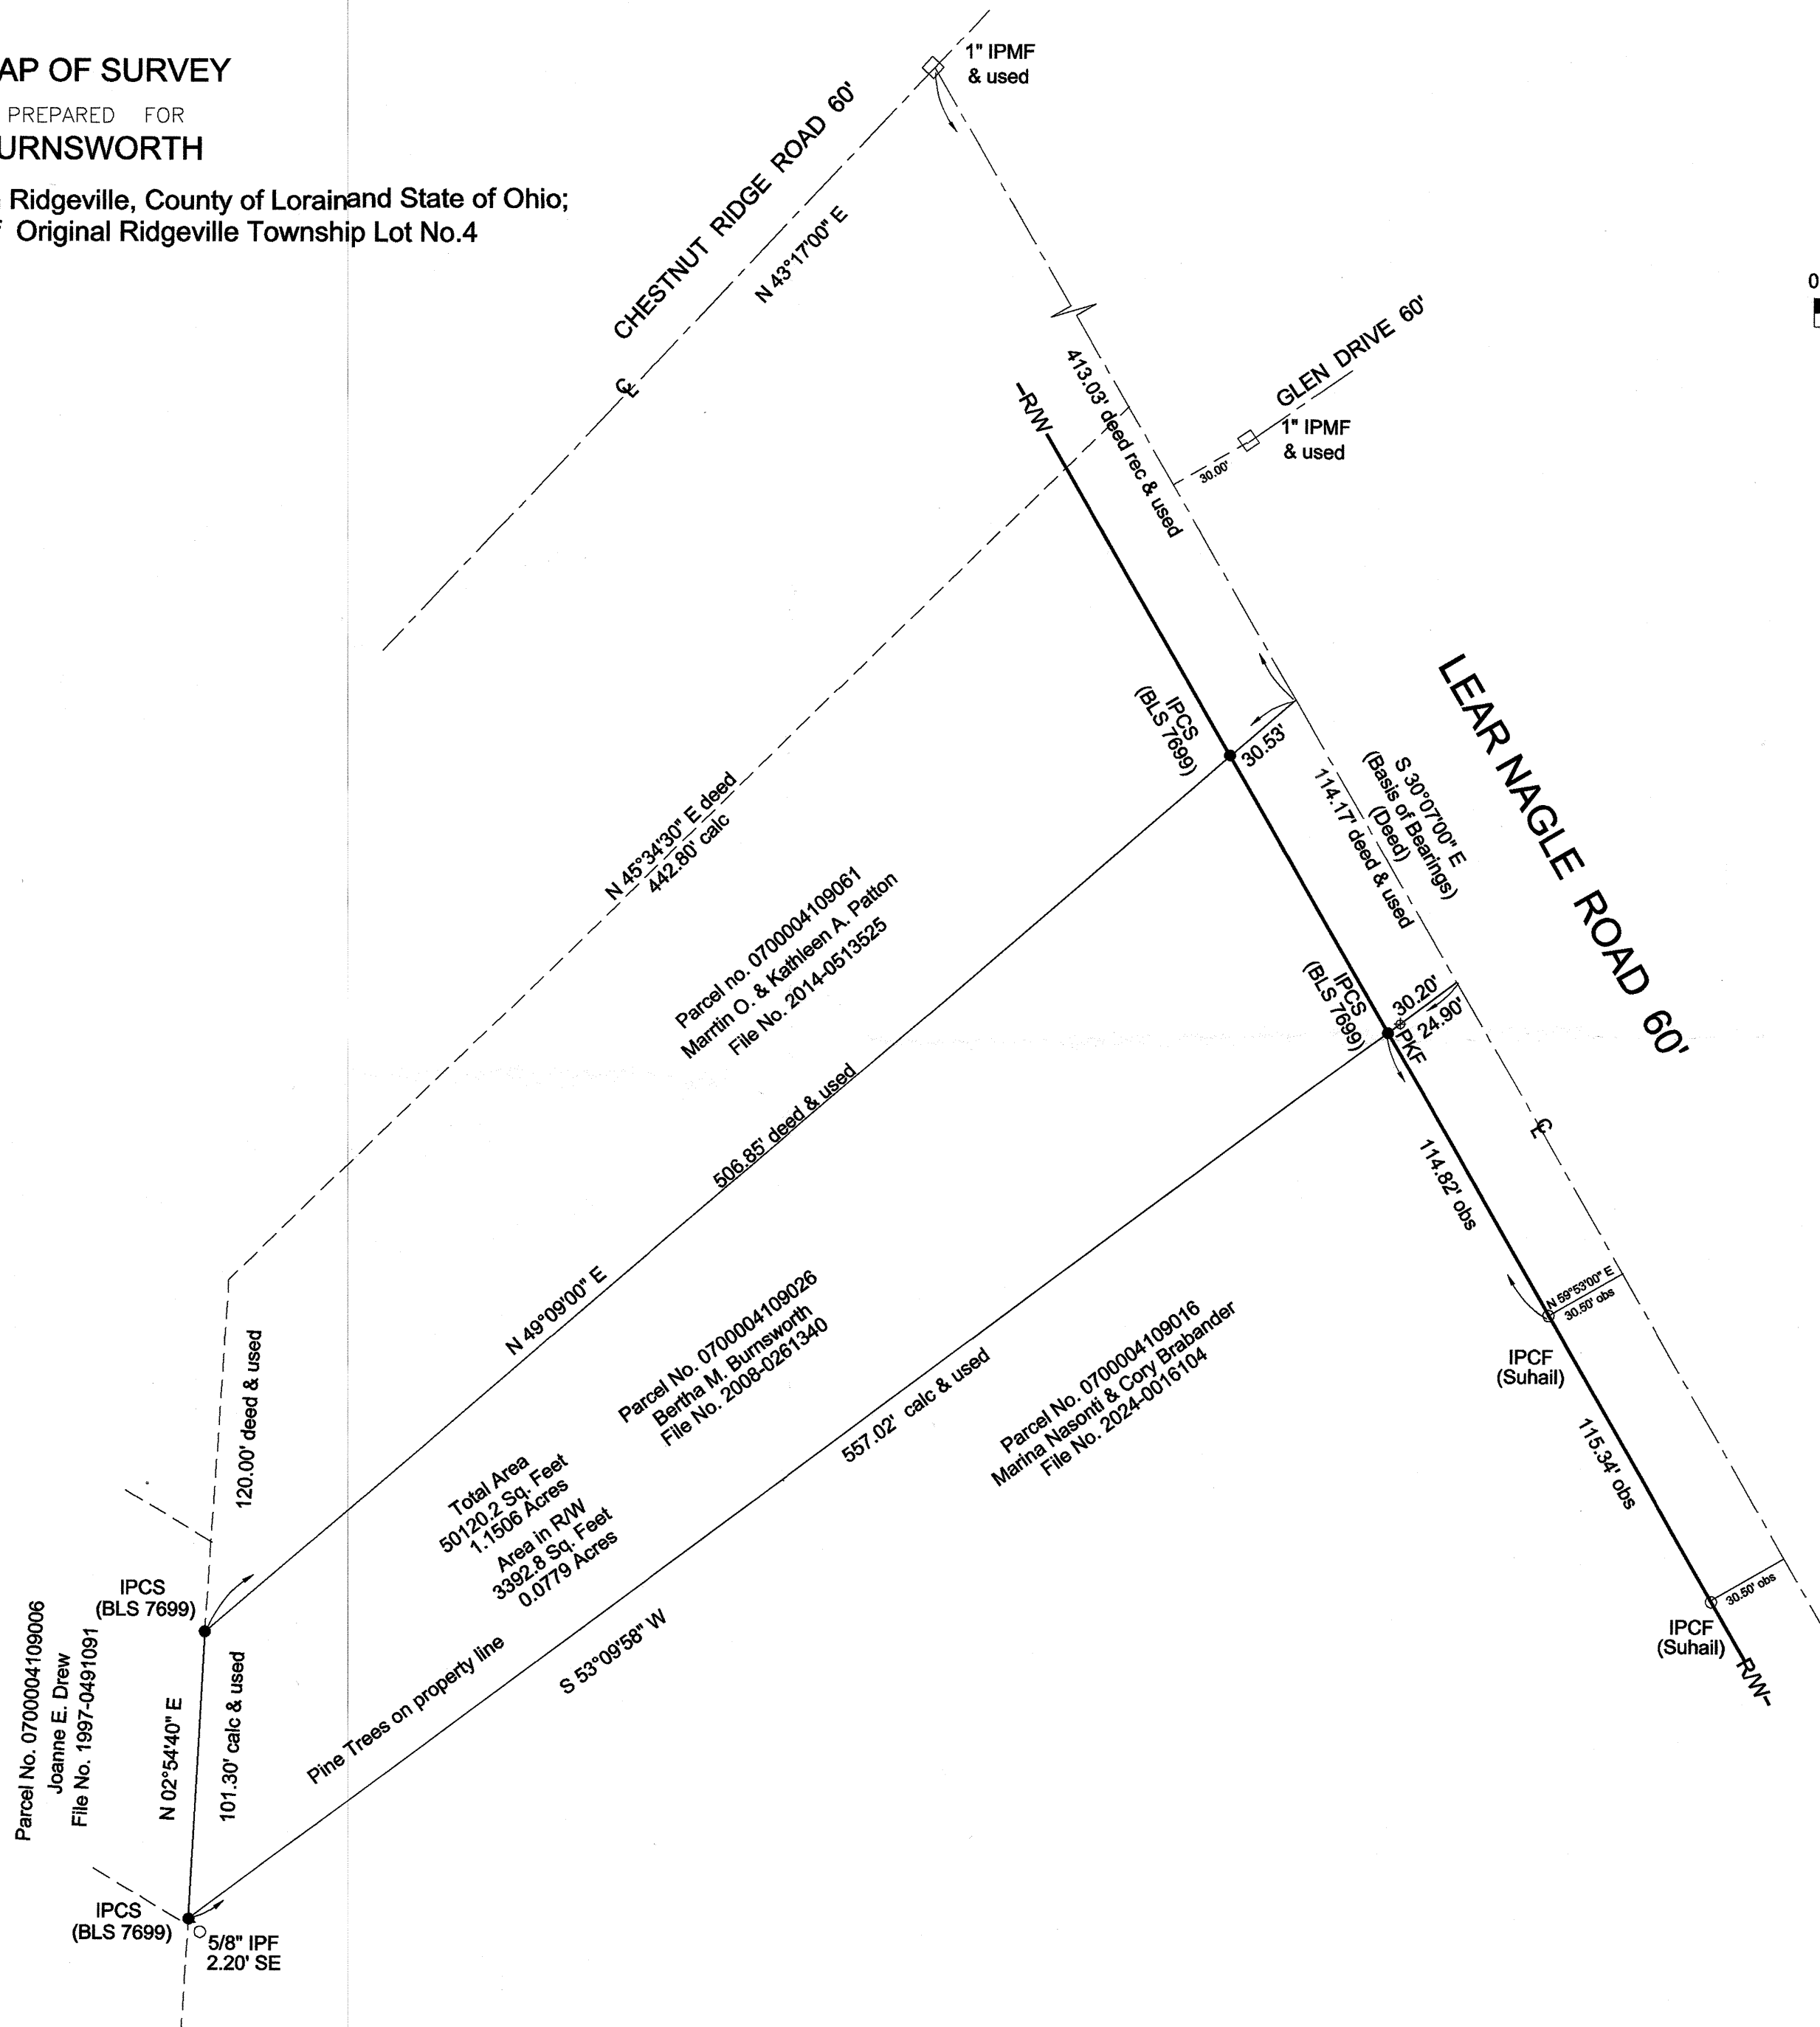 AP OF SURVEY
PREPARED FOR
URNSWORTH
Ridgeville, County of Lorain and State of Ohio;
Original Ridgeville Township Lot No.4
1" IPMF
& used
CHESTNUT RIDGE ROAD 60'
N 43°17'00" E
0
413.03' deed rec & used
GLEN DRIVE 60'
1" IPMF
& used
30.00'
R/W
IPCS
(BLS 7699)
30.53'
LEAR NAGLE ROAD 60'
S 30°07'00" E
(Basis of Bearings)
(Deed)
114.17' deed & used
N 45°34'30" E deed
442.80' calc
Parcel no. 0700004109061
Marrtin O. & Kathleen A. Patton
File No. 2014-0513525
IPCS
(BLS 7699)
30.20'
24.90'
PKF
506.85' deed & used
N 49°09'00" E
114.82' obs
N 59°53'00" E
30.50' obs
IPCF
(Suhail)
120.00' deed & used
Parcel No. 0700004109026
Bertha M. Burnsworth
File No. 2008-0261340
557.02' calc & used
Parcel No. 0700004109016
Marina Nasonti & Cory Brabander
File No. 2024-0016104
Total Area
50120.2 Sq. Feet
1.1506 Acres
Area in R/W
3392.8 Sq. Feet
0.0779 Acres
115.34' obs
30.50' obs
IPCF
(Suhail)
R/W
IPCS
(BLS 7699)
Parcel No. 0700004109006
Joanne E. Drew
File No. 1997-0491091
N 02°54'40" E
101.30' calc & used
Pine Trees on property line
S 53°09'58" W
IPCS
(BLS 7699)
5/8" IPF
2.20' SE